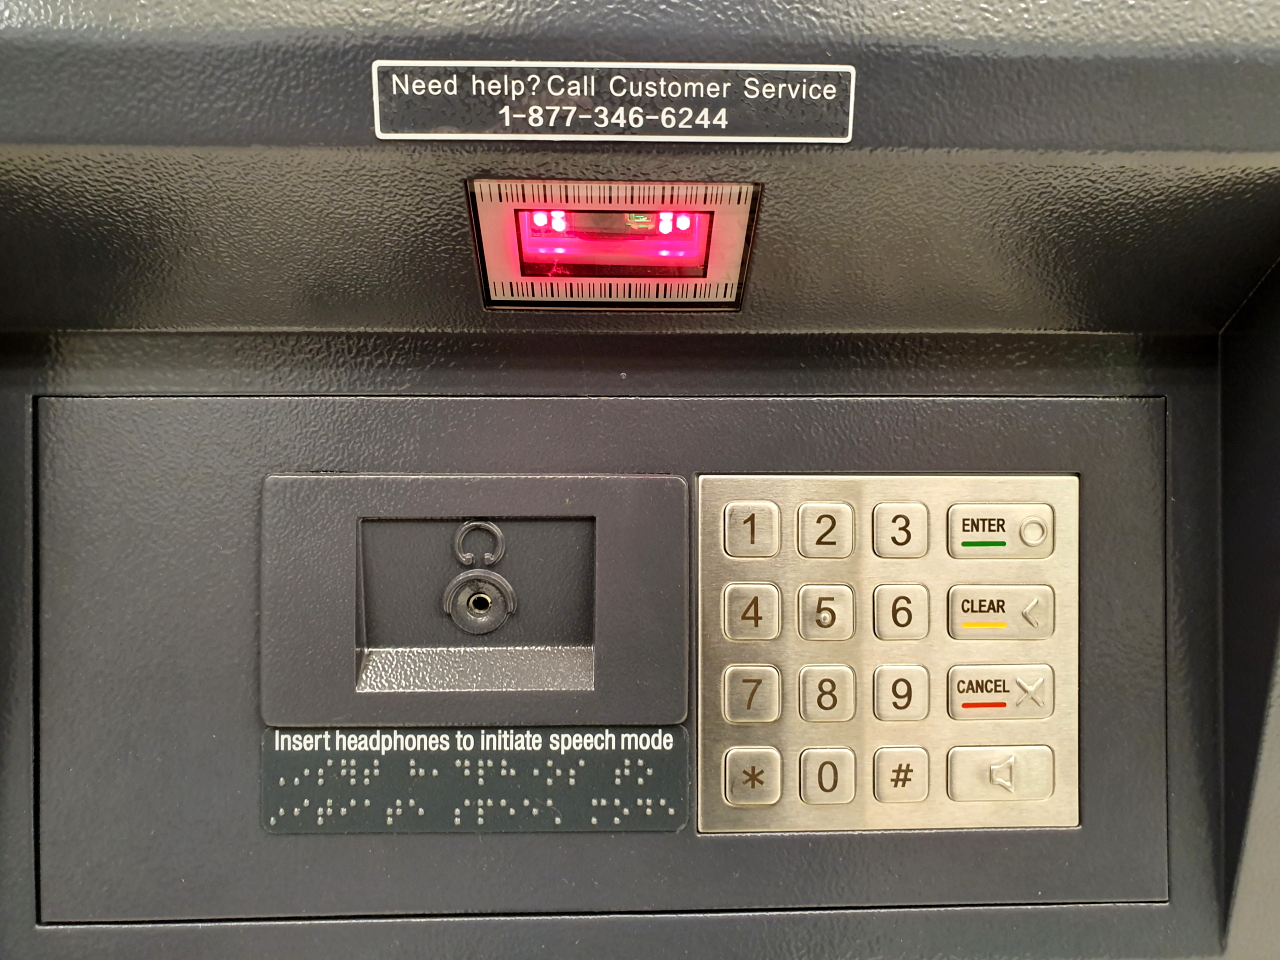 Need help? Call Customer Service
1-877-346-6244
1 2 3 ENTER
4 5 6 CLEAR
7 8 9 CANCEL
* 0 #
Insert headphones to initiate speech mode